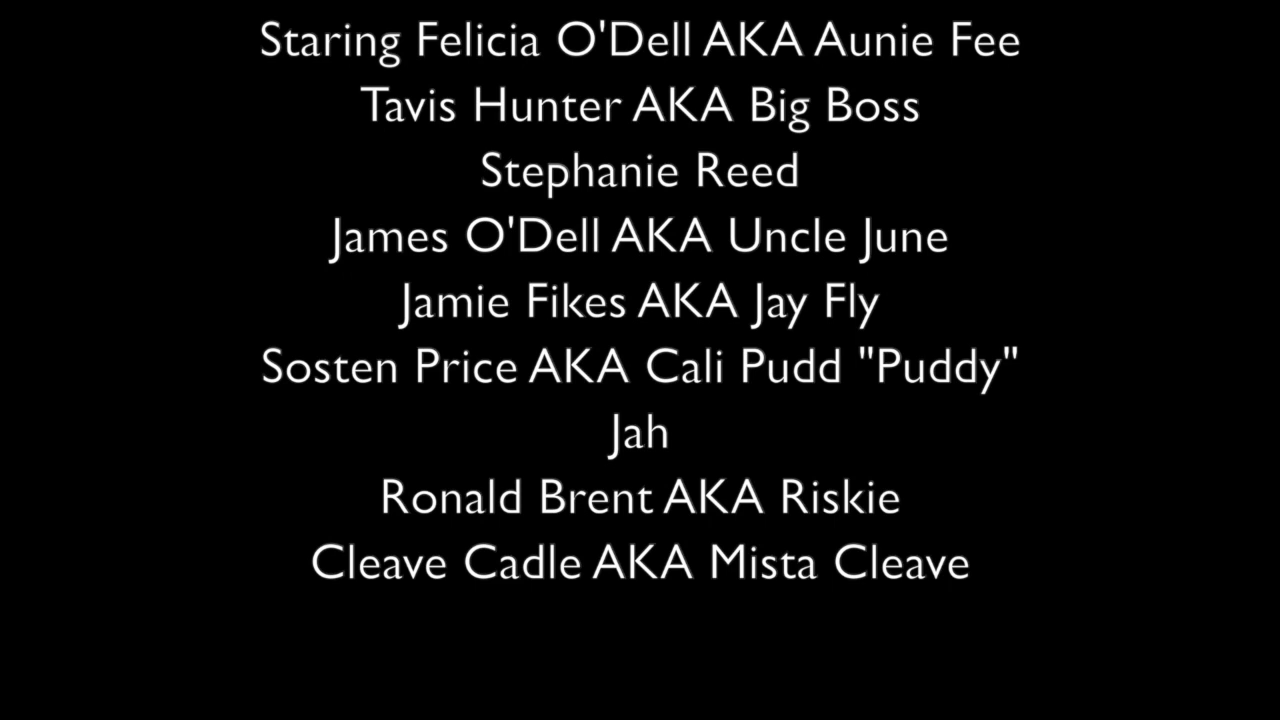 Staring Felicia O'Dell AKA Aunie Fee
Tavis Hunter AKA Big Boss
Stephanie Reed
James O'Dell AKA Uncle June
Jamie Fikes AKA Jay Fly
Sosten Price AKA Cali Pudd "Puddy"
Jah
Ronald Brent AKA Riskie
Cleave Cadle AKA Mista Cleave